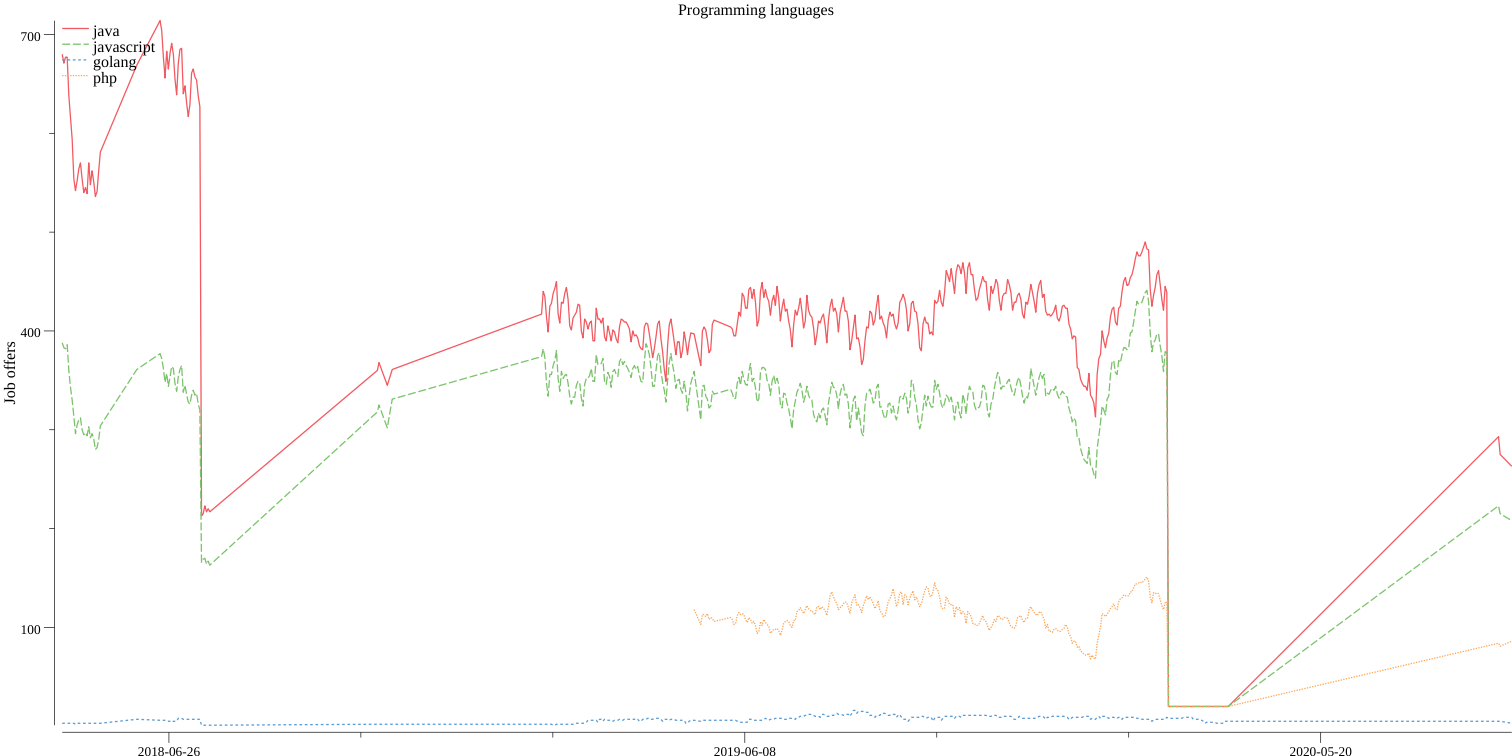 Programming languages
700
java
javascript
golang
php
Job offers
400
100
2018-06-26
2019-06-08
2020-05-20